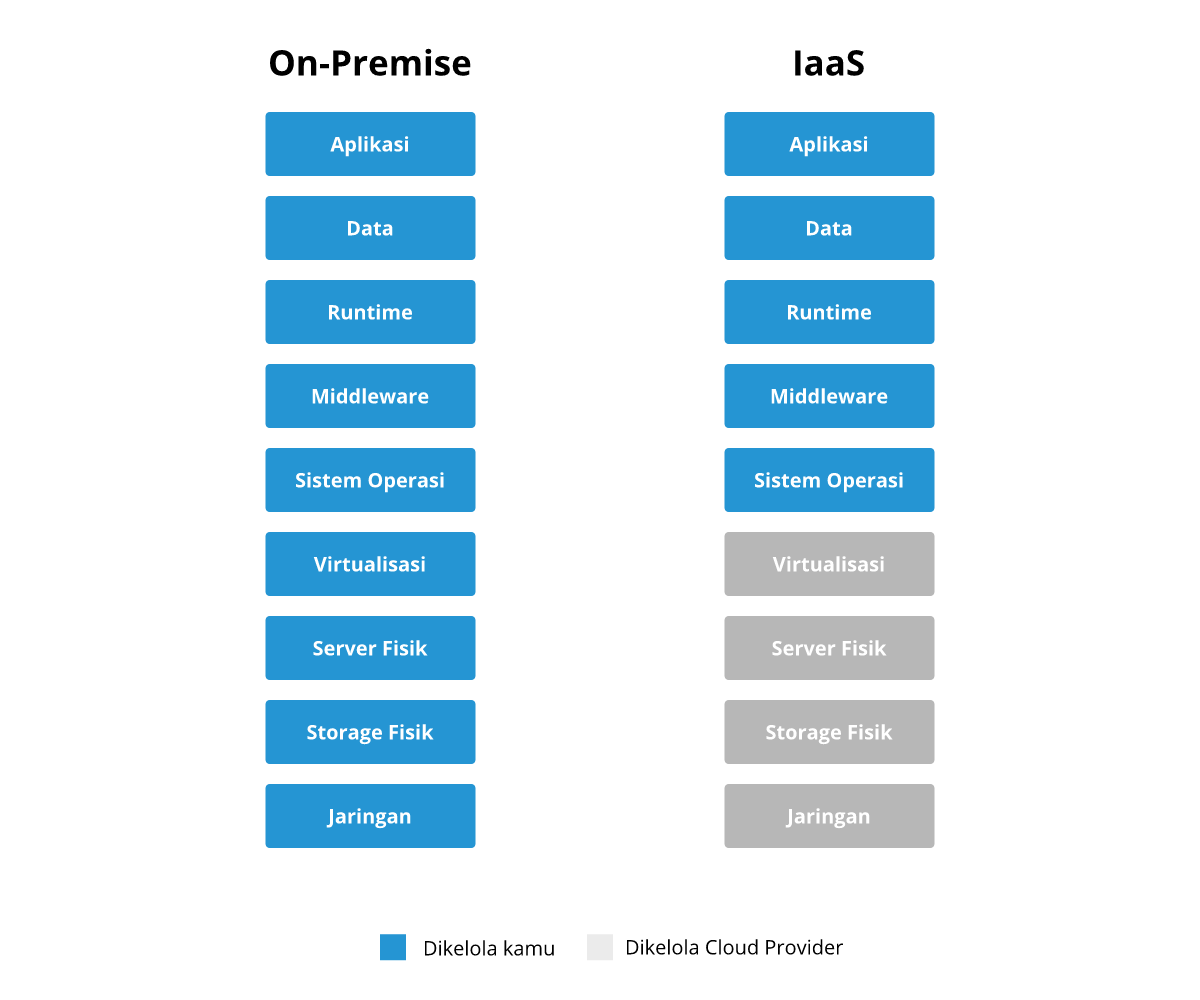 On-Premise
Aplikasi
Data
Runtime
Middleware
Sistem Operasi
Virtualisasi
Server Fisik
Storage Fisik
Jaringan
IaaS
Aplikasi
Data
Runtime
Middleware
Sistem Operasi
Virtualisasi
Server Fisik
Storage Fisik
Jaringan
Dikelola kamu
Dikelola Cloud Provider